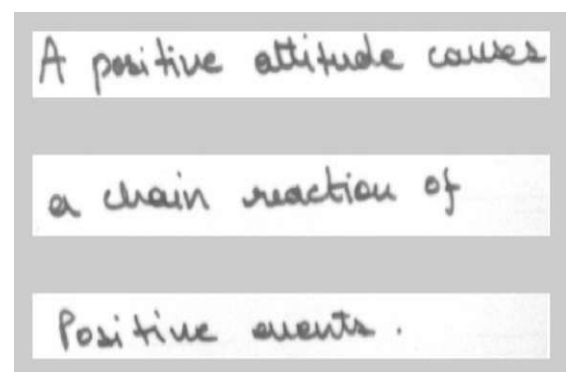 A positive attitude causes
a chain reaction of
Positive events.